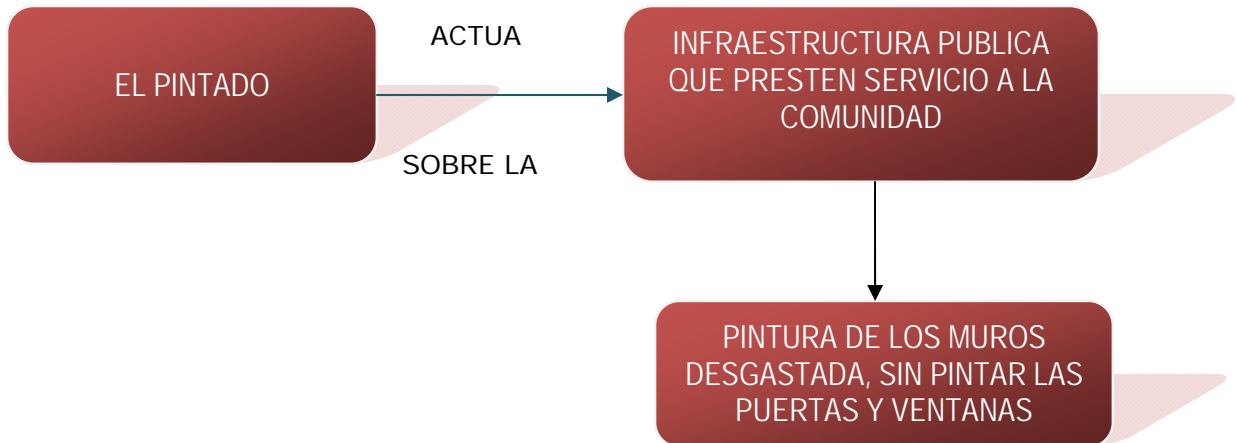 EL PINTADO
ACTUA
SOBRE LA
INFRAESTRUCTURA PUBLICA
QUE PRESTEN SERVICIO A LA
COMUNIDAD
PINTURA DE LOS MUROS
DESGASTADA, SIN PINTAR LAS
PUERTAS Y VENTANAS